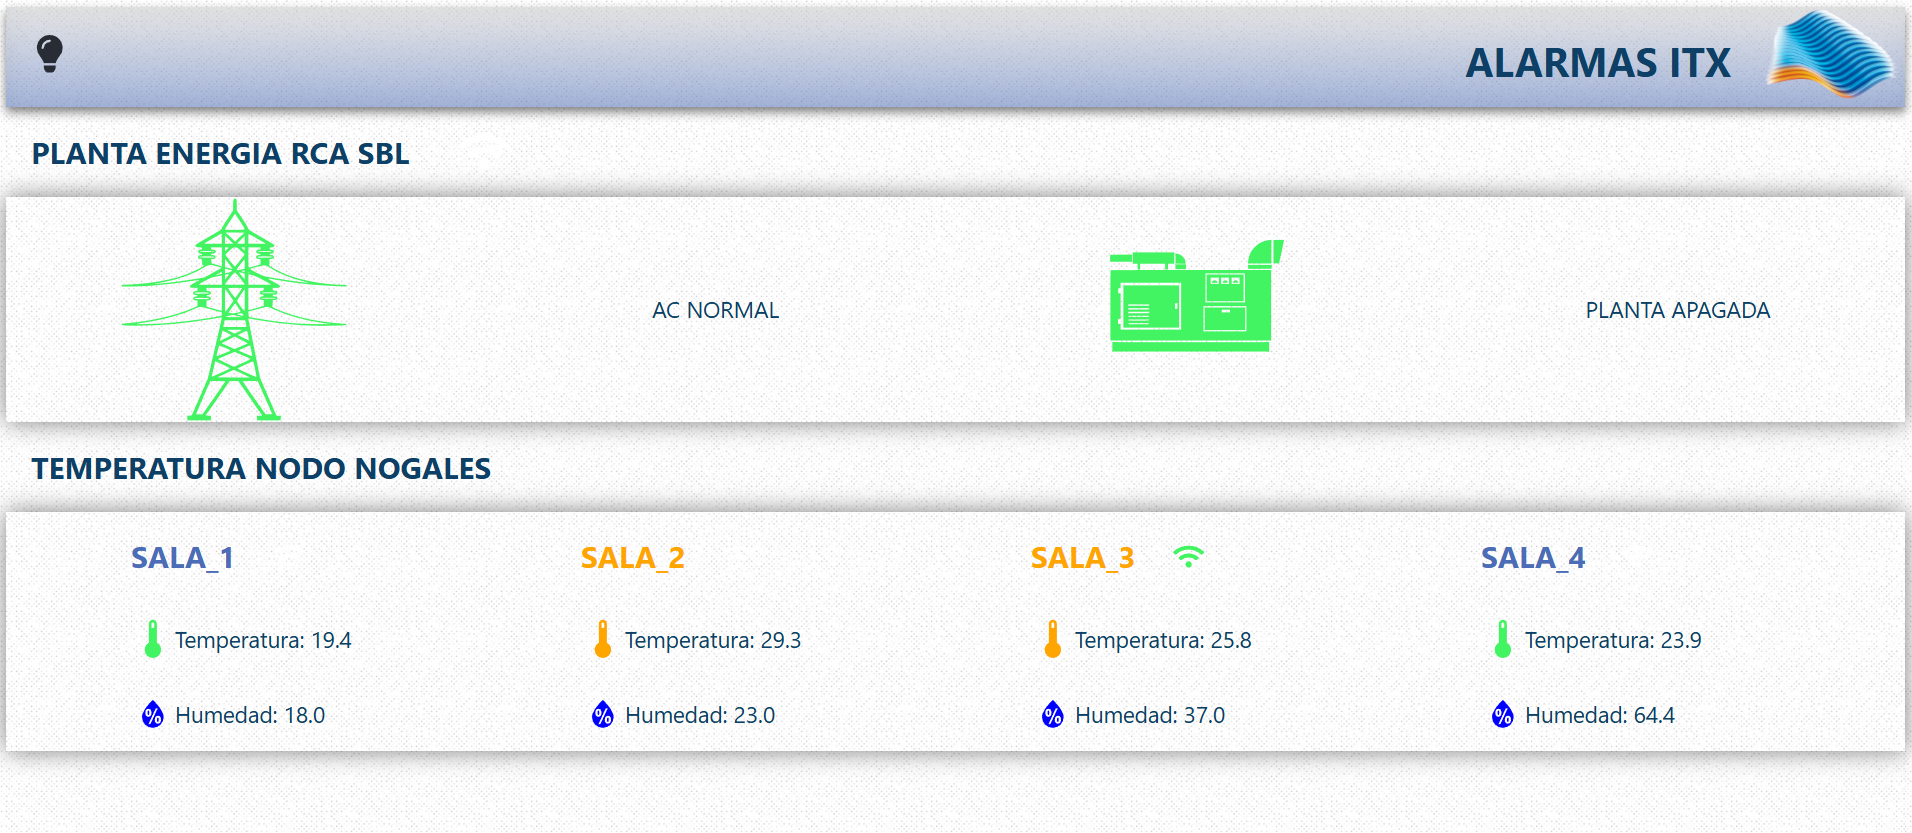 ALARMAS ITX
PLANTA ENERGIA RCA SBL
AC NORMAL
PLANTA APAGADA
TEMPERATURA NODO NOGALES
SALA_1
Temperatura: 19.4
% Humedad: 18.0
SALA_2
Temperatura: 29.3
% Humedad: 23.0
SALA_3
Temperatura: 25.8
% Humedad: 37.0
SALA_4
Temperatura: 23.9
% Humedad: 64.4